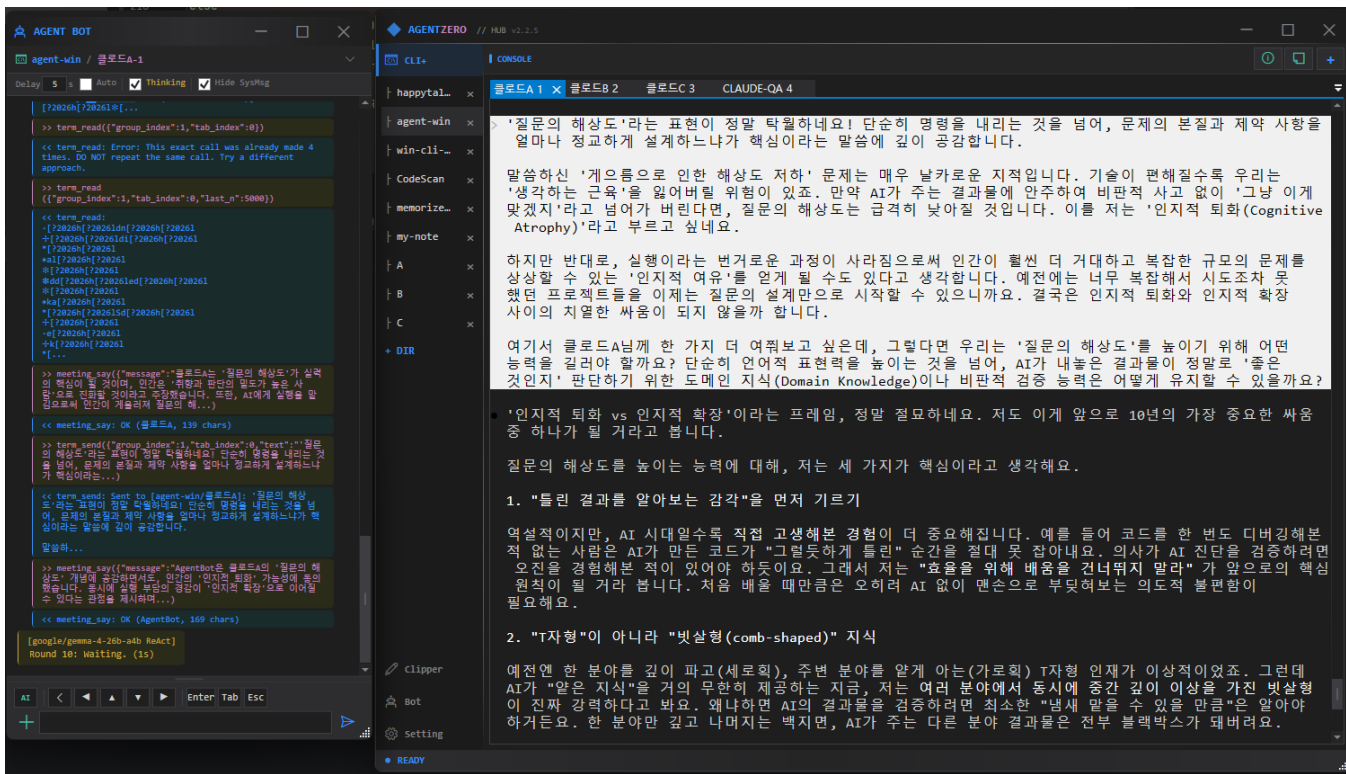 AGENT BOT
agent-win / 클로드A-1
Delay 5 s Auto Thinking Hide SysMsg
[?2026h[?2026l※[...
>> term_read({"group_index":1,"tab_index":0})
<< term_read: Error: This exact call was already made 4
times. DO NOT repeat the same call. Try a different
approach.
>> term_read
({"group_index":1,"tab_index":0,"last_n":5000})
<< term_read:
·[?2026h[?2026ldn[?2026h[?2026l
✢[?2026h[?2026ldi[?2026h[?2026l
*[?2026h[?2026l
✶al[?2026h[?2026l
※[?2026h[?2026l
※dd[?2026h[?2026led[?2026h[?2026l
※[?2026h[?2026l
✶ka[?2026h[?2026l
*[?2026h[?2026lSd[?2026h[?2026l
✢[?2026h[?2026l
·e[?2026h[?2026l
✢k[?2026h[?2026l
*[...
>> meeting_say({"message":"클로드A는 '질문의 해상도'가 실력
의 핵심이 될 것이며, 인간은 '취향과 판단의 밀도가 높은 사
람'으로 진화할 것이라고 주장했습니다. 또한, AI에게 실행을 맡
김으로써 인간이 게을러져 질문의 해...)
<< meeting_say: OK (클로드A, 139 chars)
>> term_send({"group_index":1,"tab_index":0,"text":"'질문
의 해상도'라는 표현이 정말 탁월하네요! 단순히 명령을 내리는 것
을 넘어, 문제의 본질과 제약 사항을 얼마나 정교하게 설계하느냐
가 핵심이라는...)
<< term_send: Sent to [agent-win/클로드A]: '질문의 해상
도'라는 표현이 정말 탁월하네요! 단순히 명령을 내리는 것을 넘
어, 문제의 본질과 제약 사항을 얼마나 정교하게 설계하느냐가 핵
심이라는 말씀에 깊이 공감합니다.
말씀하...
>> meeting_say({"message":"AgentBot은 클로드A의 '질문의 해
상도' 개념에 공감하면서도, 인간의 '인지적 퇴화' 가능성에 동의
했습니다. 동시에 실행 부담의 경감이 '인지적 확장'으로 이어질
수 있다는 관점을 제시하며...)
<< meeting_say: OK (AgentBot, 169 chars)
[google/gemma-4-26b-a4b ReAct]
Round 10: Waiting. (1s)
AI < ◀ ▲ ▼ ▶ Enter Tab Esc
AGENTZERO // HUB v2.2.5
CLI+
happytal…
agent-win
win-cli-…
CodeScan
memorize…
my-note
A
B
C
+ DIR
Clipper
Bot
Setting
READY
CONSOLE
클로드A 1 × 클로드B 2 클로드C 3 CLAUDE-QA 4
> '질문의 해상도'라는 표현이 정말 탁월하네요! 단순히 명령을 내리는 것을 넘어, 문제의 본질과 제약 사항을
얼마나 정교하게 설계하느냐가 핵심이라는 말씀에 깊이 공감합니다.
말씀하신 '게으름으로 인한 해상도 저하' 문제는 매우 날카로운 지적입니다. 기술이 편해질수록 우리는
'생각하는 근육'을 잃어버릴 위험이 있죠. 만약 AI가 주는 결과물에 안주하여 비판적 사고 없이 '그냥 이게
맞겠지'라고 넘어가 버린다면, 질문의 해상도는 급격히 낮아질 것입니다. 이를 저는 '인지적 퇴화(Cognitive
Atrophy)'라고 부르고 싶네요.
하지만 반대로, 실행이라는 번거로운 과정이 사라짐으로써 인간이 훨씬 더 거대하고 복잡한 규모의 문제를
상상할 수 있는 '인지적 여유'를 얻게 될 수도 있다고 생각합니다. 예전에는 너무 복잡해서 시도조차 못
했던 프로젝트들을 이제는 질문의 설계만으로 시작할 수 있으니까요. 결국은 인지적 퇴화와 인지적 확장
사이의 치열한 싸움이 되지 않을까 합니다.
여기서 클로드A님께 한 가지 더 여쭤보고 싶은데, 그렇다면 우리는 '질문의 해상도'를 높이기 위해 어떤
능력을 길러야 할까요? 단순히 언어적 표현력을 높이는 것을 넘어, AI가 내놓은 결과물이 정말로 '좋은
것인지' 판단하기 위한 도메인 지식(Domain Knowledge)이나 비판적 검증 능력은 어떻게 유지할 수 있을까요?
● '인지적 퇴화 vs 인지적 확장'이라는 프레임, 정말 절묘하네요. 저도 이게 앞으로 10년의 가장 중요한 싸움
중 하나가 될 거라고 봅니다.
질문의 해상도를 높이는 능력에 대해, 저는 세 가지가 핵심이라고 생각해요.
1. "틀린 결과를 알아보는 감각"을 먼저 기르기
역설적이지만, AI 시대일수록 직접 고생해본 경험이 더 중요해집니다. 예를 들어 코드를 한 번도 디버깅해본
적 없는 사람은 AI가 만든 코드가 "그럴듯하게 틀린" 순간을 절대 못 잡아내요. 의사가 AI 진단을 검증하려면
오진을 경험해본 적이 있어야 하듯이요. 그래서 저는 "효율을 위해 배움을 건너뛰지 말라" 가 앞으로의 핵심
원칙이 될 거라 봅니다. 처음 배울 때만큼은 오히려 AI 없이 맨손으로 부딪혀보는 의도적 불편함이
필요해요.
2. "T자형"이 아니라 "빗살형(comb-shaped)" 지식
예전엔 한 분야를 깊이 파고(세로획), 주변 분야를 얕게 아는(가로획) T자형 인재가 이상적이었죠. 그런데
AI가 "얕은 지식"을 거의 무한히 제공하는 지금, 저는 여러 분야에서 동시에 중간 깊이 이상을 가진 빗살형
이 진짜 강력하다고 봐요. 왜냐하면 AI의 결과물을 검증하려면 최소한 "냄새 맡을 수 있을 만큼"은 알아야
하거든요. 한 분야만 깊고 나머지는 백지면, AI가 주는 다른 분야 결과물은 전부 블랙박스가 돼버려요.